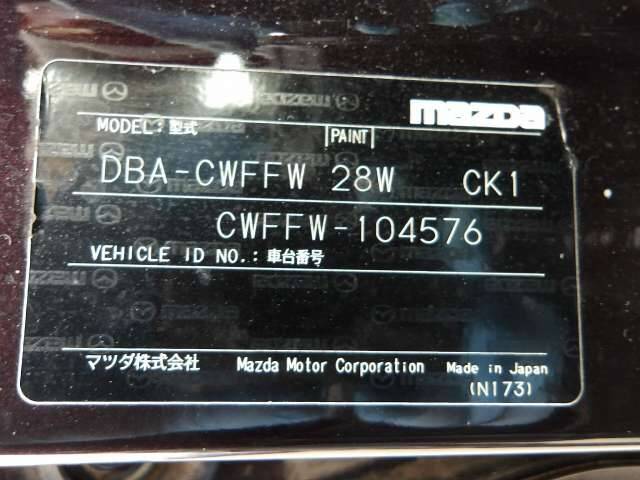 mazda
MODEL: 型式 PAINT
DBA-CWFFW 28W CK1
CWFFW-104576
VEHICLE ID NO.: 車台番号
マツダ株式会社 Mazda Motor Corporation Made in Japan
(N173)